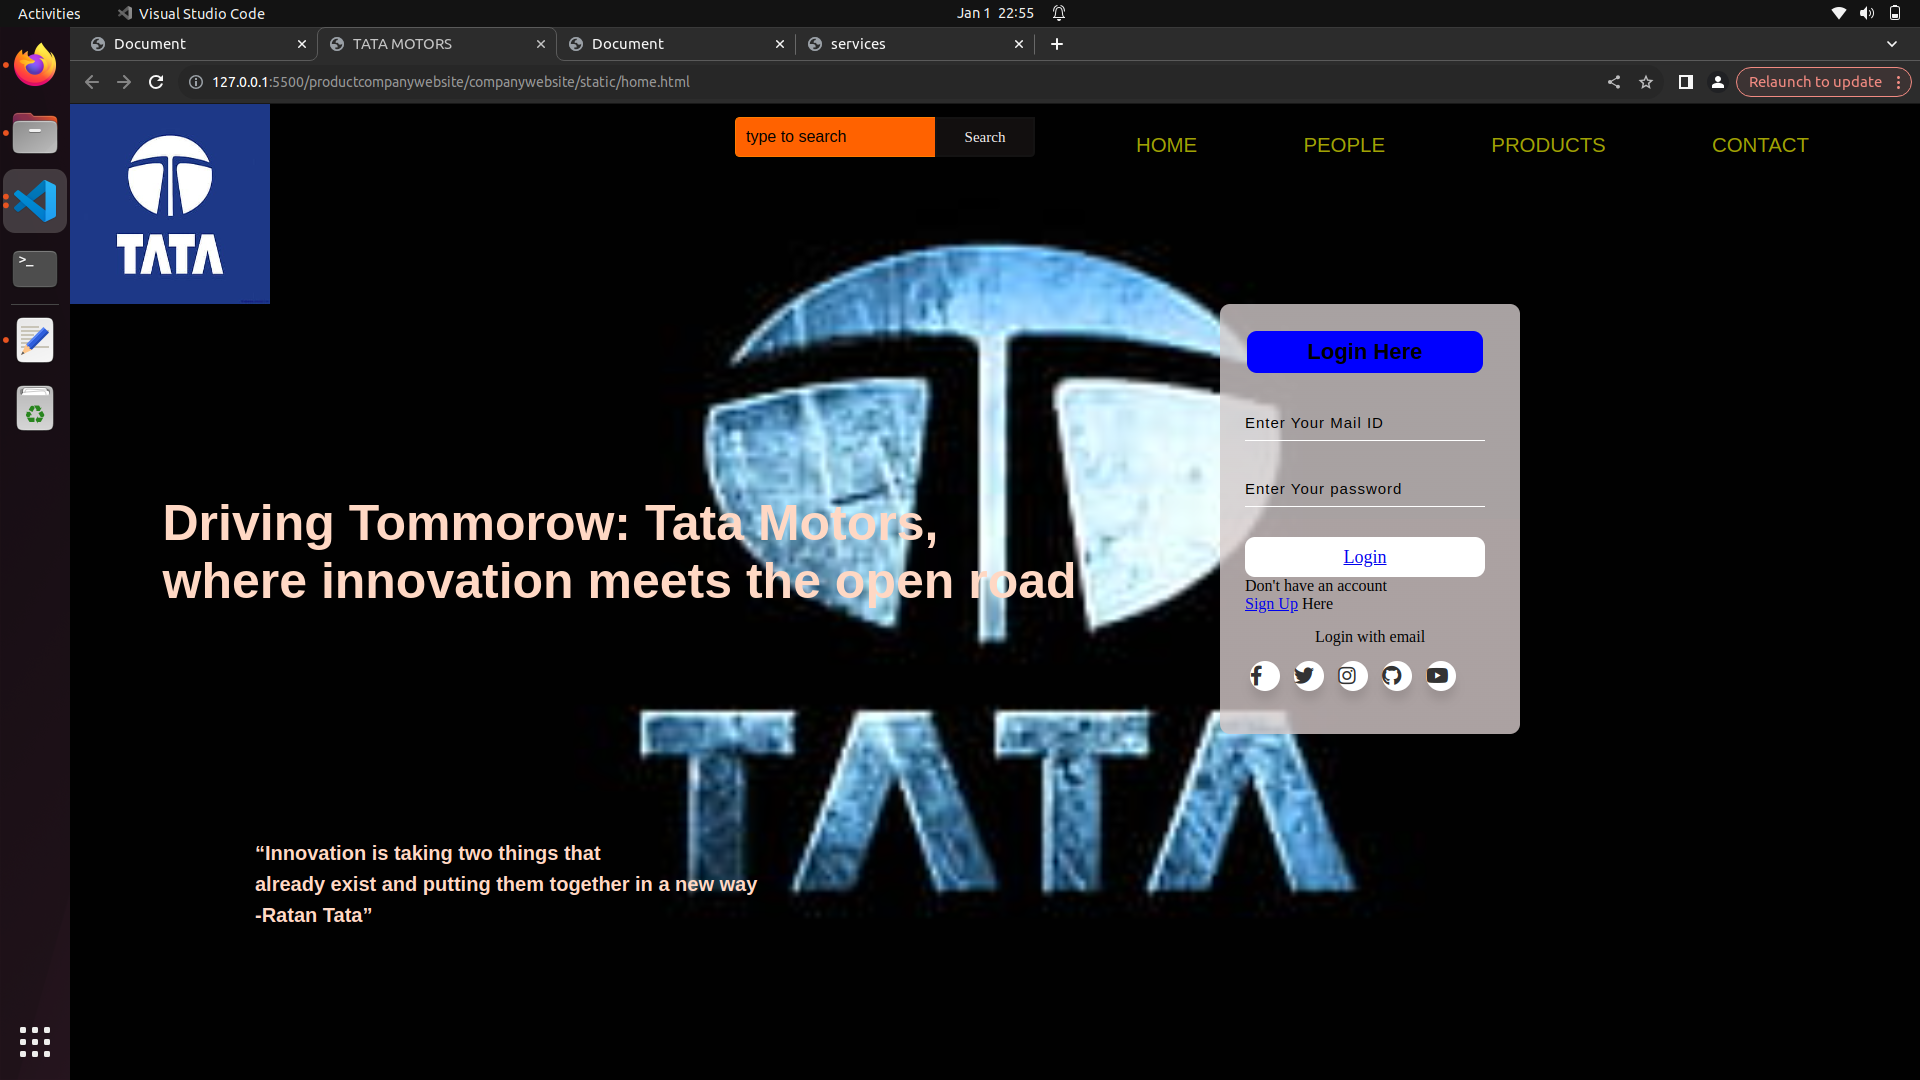 Activities
Visual Studio Code
Jan 1 22:55
Document
TATA MOTORS
Document
services
127.0.0.1:5500/productcompanywebsite/companywebsite/static/home.html
Relaunch to update
TATA
type to search
Search
HOME
PEOPLE
PRODUCTS
CONTACT
Login Here
Enter Your Mail ID
Enter Your password
Login
Don't have an account
Sign Up Here
Login with email
Driving Tommorow: Tata Motors,
where innovation meets the open road
TATA
“Innovation is taking two things that
already exist and putting them together in a new way
-Ratan Tata”